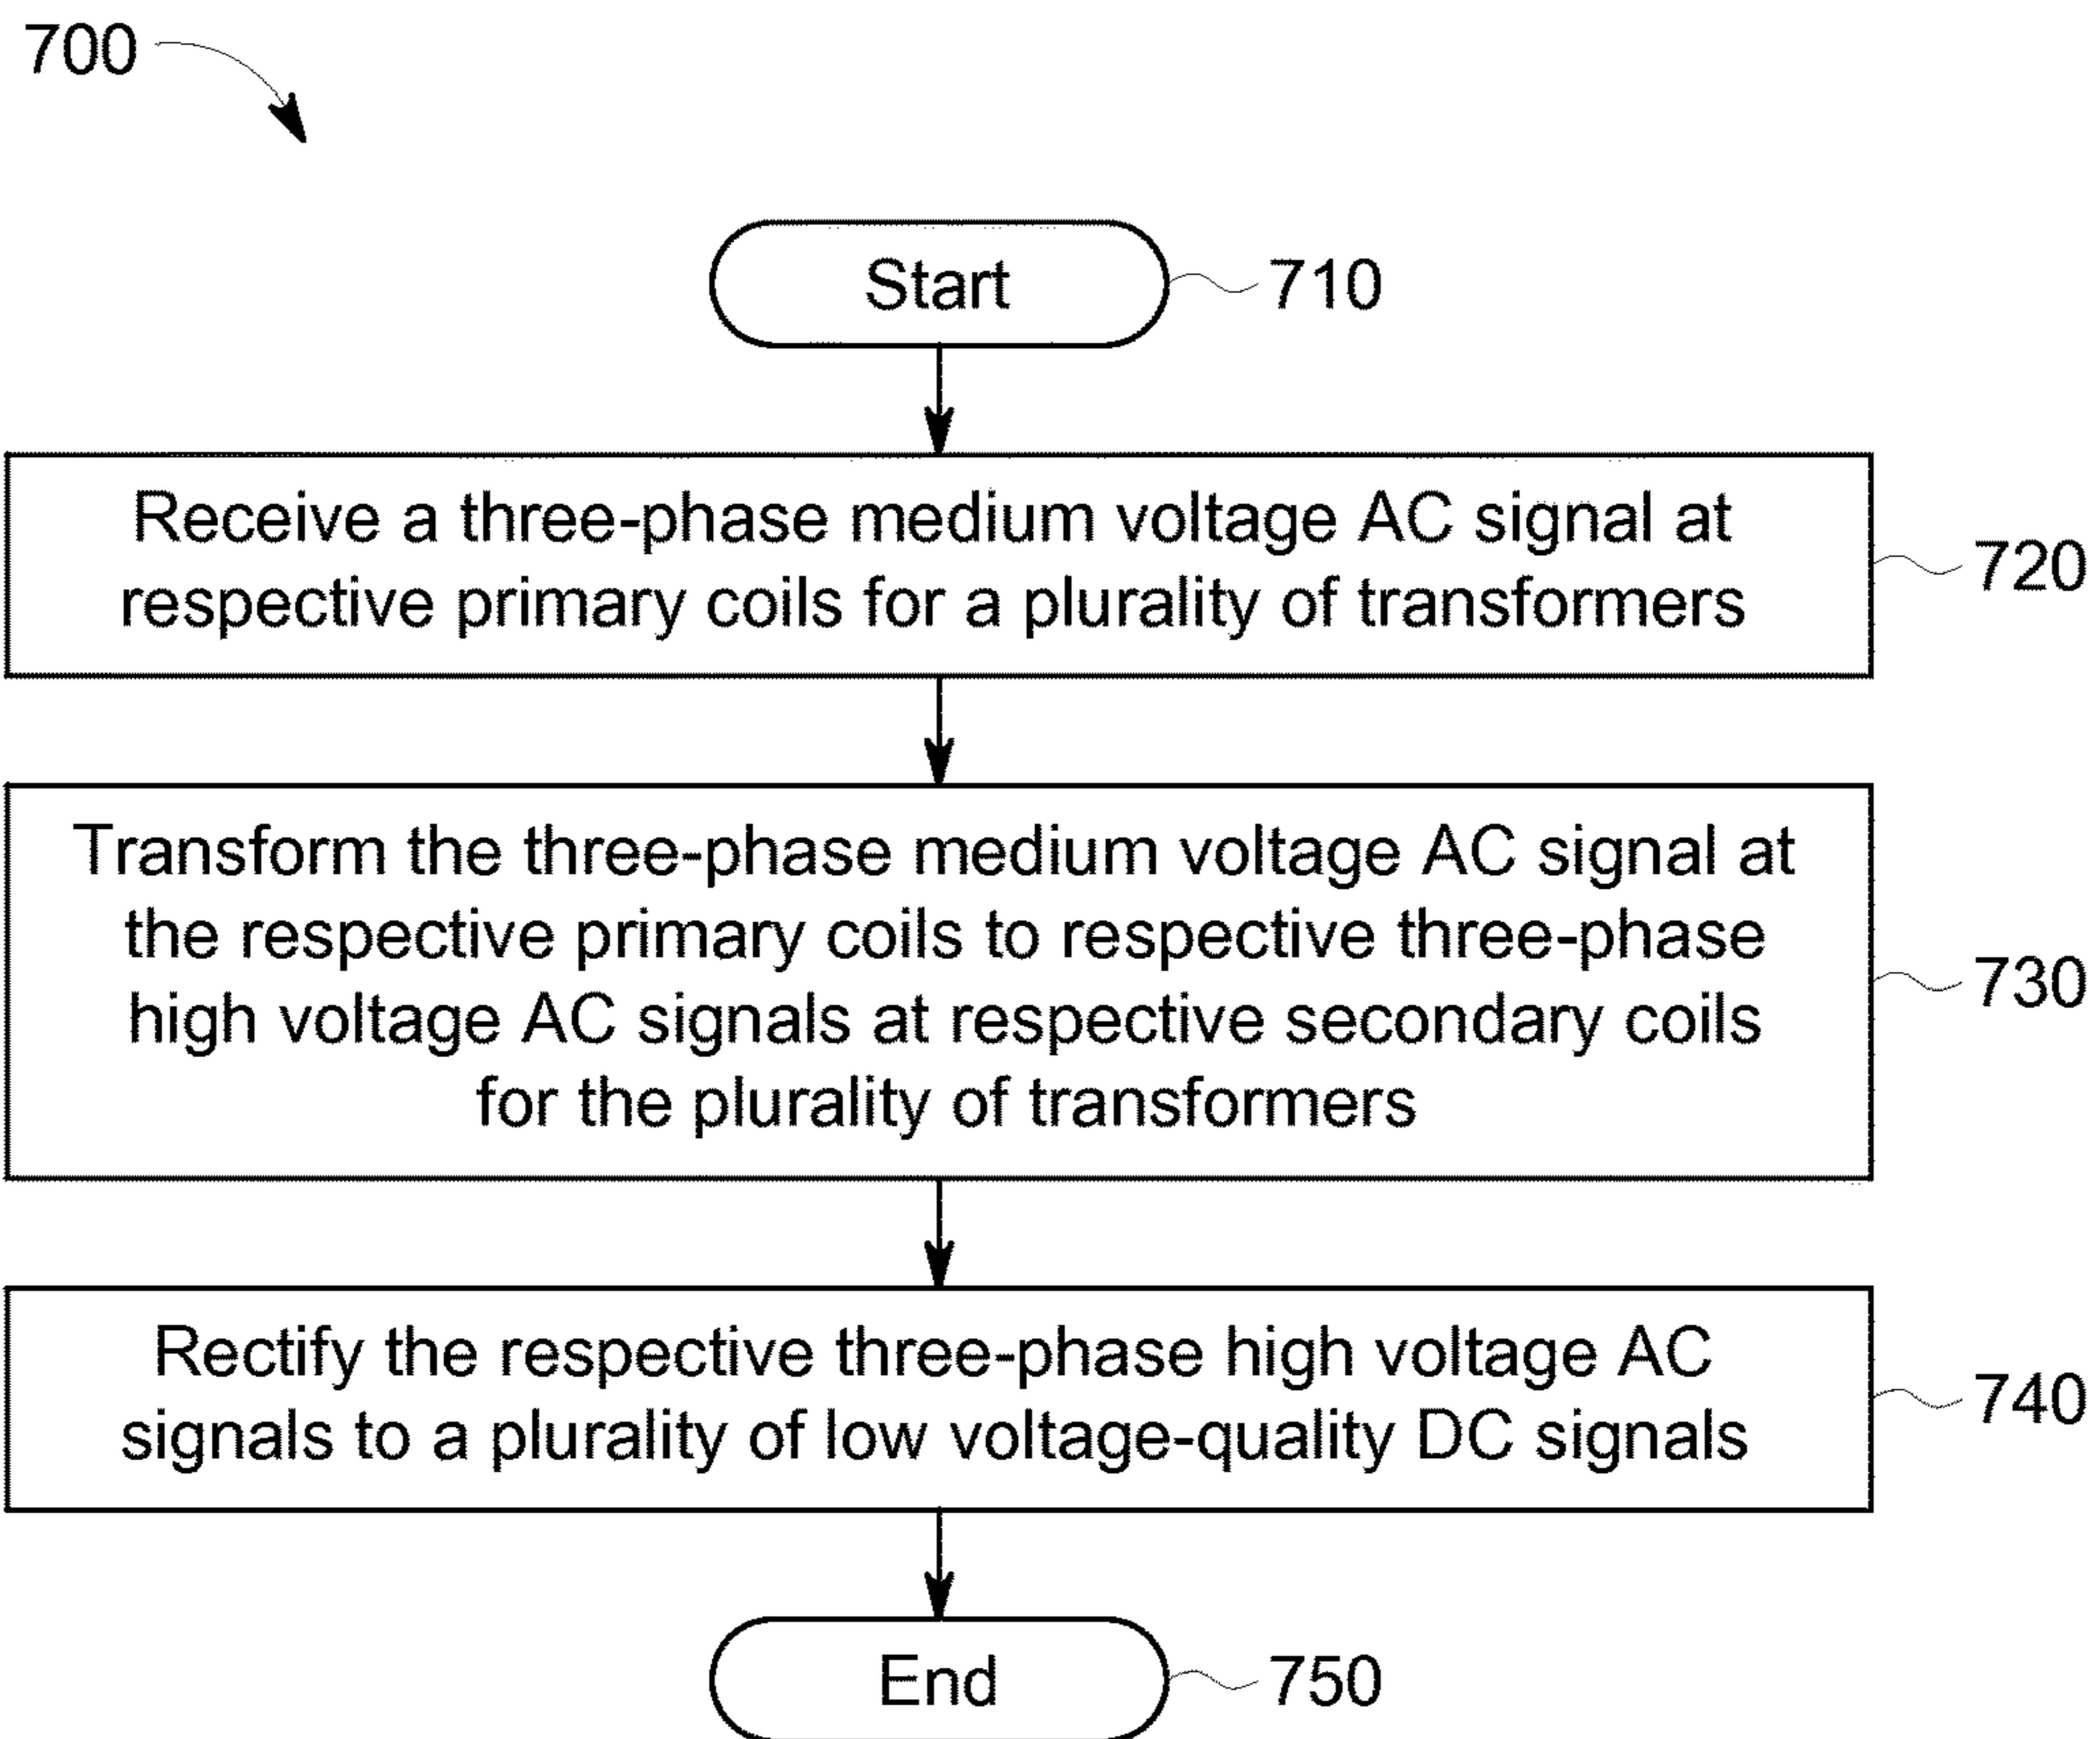 700
Start
710
Receive a three-phase medium voltage AC signal at
respective primary coils for a plurality of transformers
720
Transform the three-phase medium voltage AC signal at
the respective primary coils to respective three-phase
high voltage AC signals at respective secondary coils
for the plurality of transformers
730
Rectify the respective three-phase high voltage AC
signals to a plurality of low voltage-quality DC signals
740
End
750